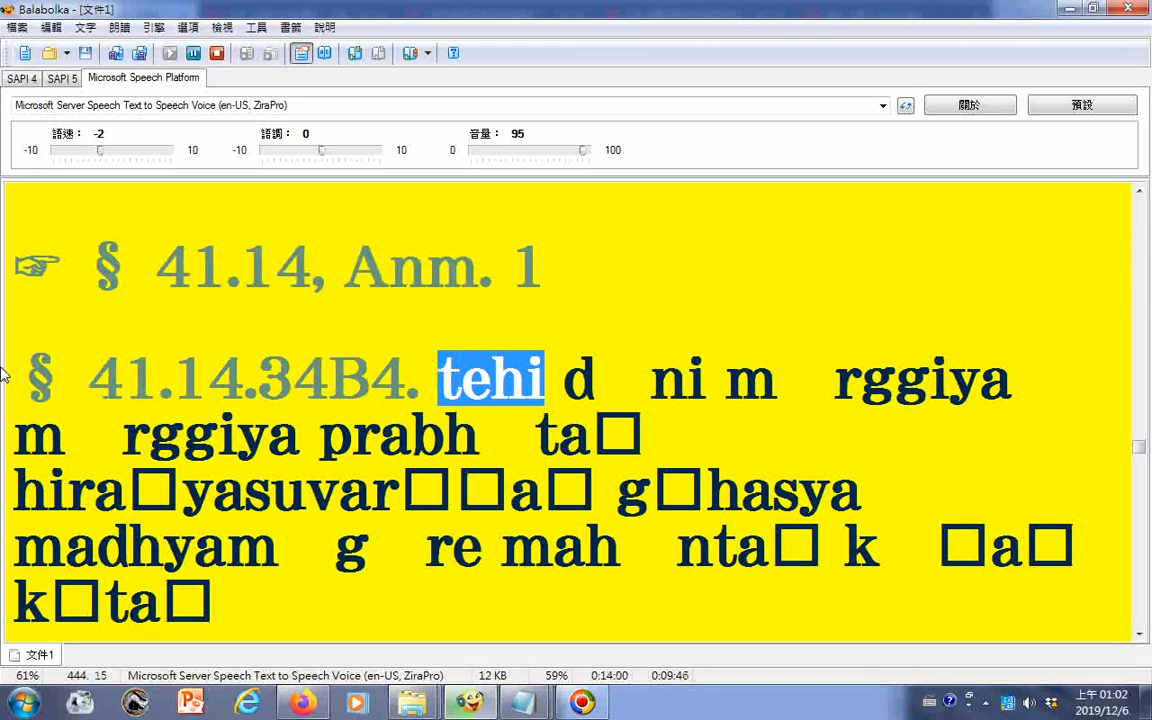 Balabolka - [文件1]
檔案 編輯 文字 朗讀 引擎 選項 檢視 工具 書籤 說明
SAPI 4 SAPI 5 Microsoft Speech Platform
Microsoft Server Speech Text to Speech Voice (en-US, ZiraPro) 關於 預設
語速： -2 語調： 0 音量： 95
-10 10 -10 10 0 100
☞ § 41.14, Anm. 1
§ 41.14.34B4. tehi d ni m rggiya
m rggiya prabh ta□
hira□yasuvar□□a□ g□hasya
madhyam g re mah nta□ k □a□
k□ta□
文件1
61% 444. 15 Microsoft Server Speech Text to Speech Voice (en-US, ZiraPro) 12 KB 59% 0:14:00 0:09:46
上午 01:02
2019/12/6